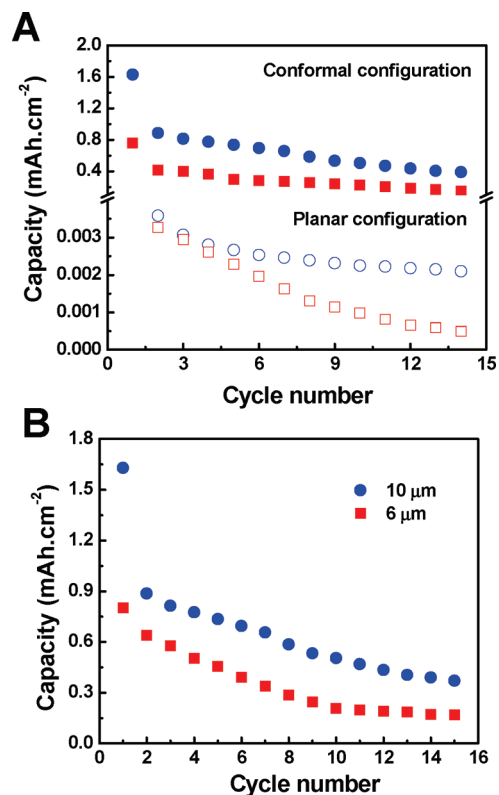 A
Capacity (mAh.cm⁻²)
2.0
1.6
1.2
0.8
0.4
0.003
0.002
0.001
0.000
Conformal configuration
Planar configuration
0 3 6 9 12 15
Cycle number
B
Capacity (mAh.cm⁻²)
1.8
1.5
1.2
0.9
0.6
0.3
0.0
10 μm
6 μm
0 2 4 6 8 10 12 14 16
Cycle number